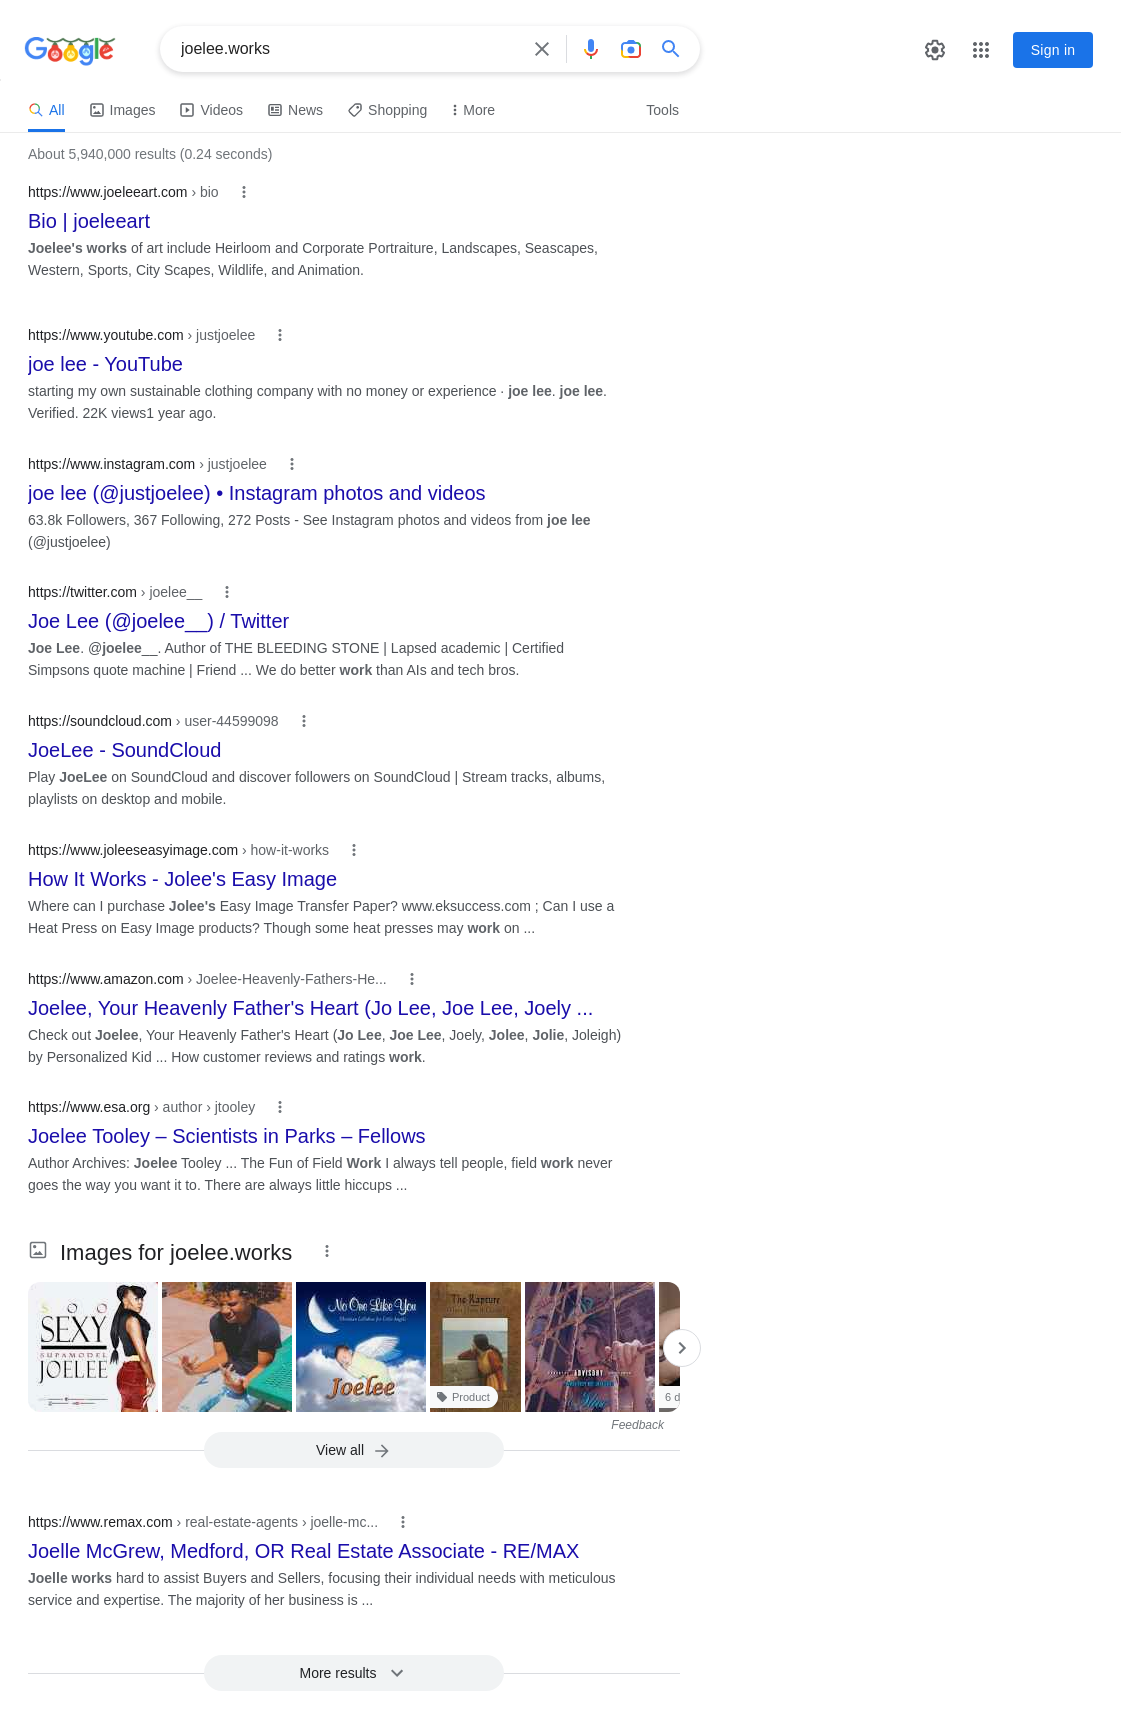 Google
joelee.works
Sign in
All
Images
Videos
News
Shopping
More
Tools
About 5,940,000 results (0.24 seconds)
https://www.joeleeart.com › bio
Bio | joeleeart
Joelee's works of art include Heirloom and Corporate Portraiture, Landscapes, Seascapes,
Western, Sports, City Scapes, Wildlife, and Animation.
https://www.youtube.com › justjoelee
joe lee - YouTube
starting my own sustainable clothing company with no money or experience · joe lee. joe lee.
Verified. 22K views1 year ago.
https://www.instagram.com › justjoelee
joe lee (@justjoelee) • Instagram photos and videos
63.8k Followers, 367 Following, 272 Posts - See Instagram photos and videos from joe lee
(@justjoelee)
https://twitter.com › joelee__
Joe Lee (@joelee__) / Twitter
Joe Lee. @joelee__. Author of THE BLEEDING STONE | Lapsed academic | Certified
Simpsons quote machine | Friend ... We do better work than AIs and tech bros.
https://soundcloud.com › user-44599098
JoeLee - SoundCloud
Play JoeLee on SoundCloud and discover followers on SoundCloud | Stream tracks, albums,
playlists on desktop and mobile.
https://www.joleeseasyimage.com › how-it-works
How It Works - Jolee's Easy Image
Where can I purchase Jolee's Easy Image Transfer Paper? www.eksuccess.com ; Can I use a
Heat Press on Easy Image products? Though some heat presses may work on ...
https://www.amazon.com › Joelee-Heavenly-Fathers-He...
Joelee, Your Heavenly Father's Heart (Jo Lee, Joe Lee, Joely ...
Check out Joelee, Your Heavenly Father's Heart (Jo Lee, Joe Lee, Joely, Jolee, Jolie, Joleigh)
by Personalized Kid ... How customer reviews and ratings work.
https://www.esa.org › author › jtooley
Joelee Tooley – Scientists in Parks – Fellows
Author Archives: Joelee Tooley ... The Fun of Field Work I always tell people, field work never
goes the way you want it to. There are always little hiccups ...
Images for joelee.works
SOO
SEXY
SUPAMODEL
JOELEE
No One Like You
Christian Lullabies for Little Angels
Joelee
The Rapture
Product
ADVISORY
6 d
Feedback
View all
https://www.remax.com › real-estate-agents › joelle-mc...
Joelle McGrew, Medford, OR Real Estate Associate - RE/MAX
Joelle works hard to assist Buyers and Sellers, focusing their individual needs with meticulous
service and expertise. The majority of her business is ...
More results